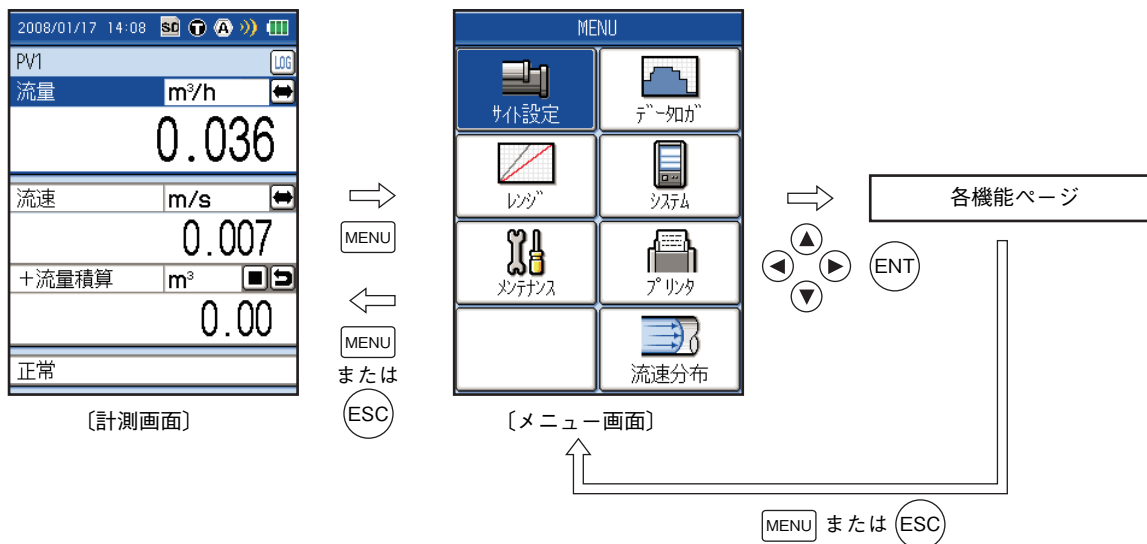 2008/01/17 14:08 SD T A
PV1 LOG
流量 m³/h
0.036
流速 m/s
0.007
+流量積算 m³
0.00
正常
〔計測画面〕
MENU
MENU
または
ESC
MENU
サイト設定 データロガ
レンジ システム
メンテナンス プリンタ
流速分布
〔メニュー画面〕
ENT
各機能ページ
MENU または ESC